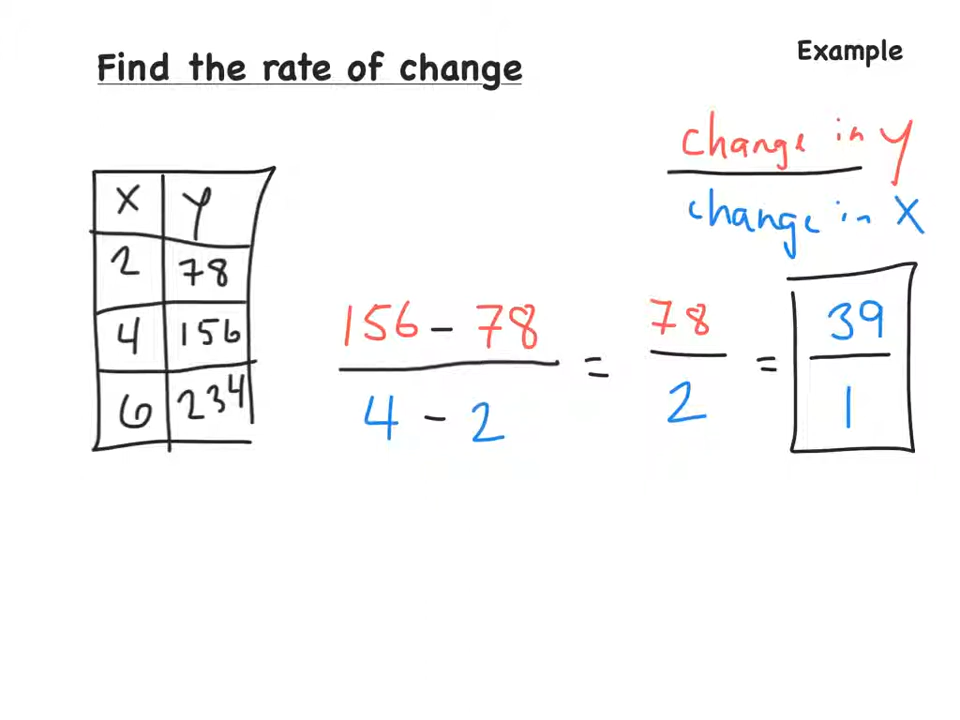 Find the rate of change
Example
change in y
change in x
x y
2 78
4 156
6 234
156 - 78
4 - 2
=
78
2
=
39
1